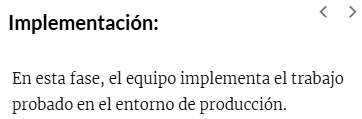 Implementación:
En esta fase, el equipo implementa el trabajo
probado en el entorno de producción.